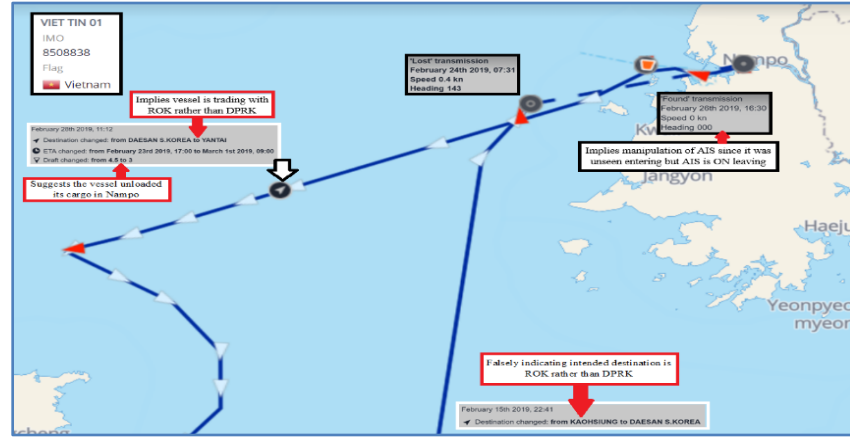 VIET TIN 01
IMO
8508838
Flag
Vietnam
'Lost' transmission
February 24th 2019, 07:31
Speed 0.4 kn
Heading 143
Nampo
'Found' transmission
February 26th 2019, 16:30
Speed 0 kn
Heading 000
Implies manipulation of AIS since it was
unseen entering but AIS is ON leaving
Implies vessel is trading with
ROK rather than DPRK
February 28th 2019, 11:12
Destination changed: from DAESAN S.KOREA to YANTAI
ETA changed: from February 23rd 2019, 17:00 to March 1st 2019, 09:00
Draft changed: from 4.5 to 3
Suggests the vessel unloaded
its cargo in Nampo
Jangyon
Haeju
Yeonpyeo
myeon
Falsely indicating intended destination is
ROK rather than DPRK
February 15th 2019, 22:41
Destination changed: from KAOHSIUNG to DAESAN S.KOREA